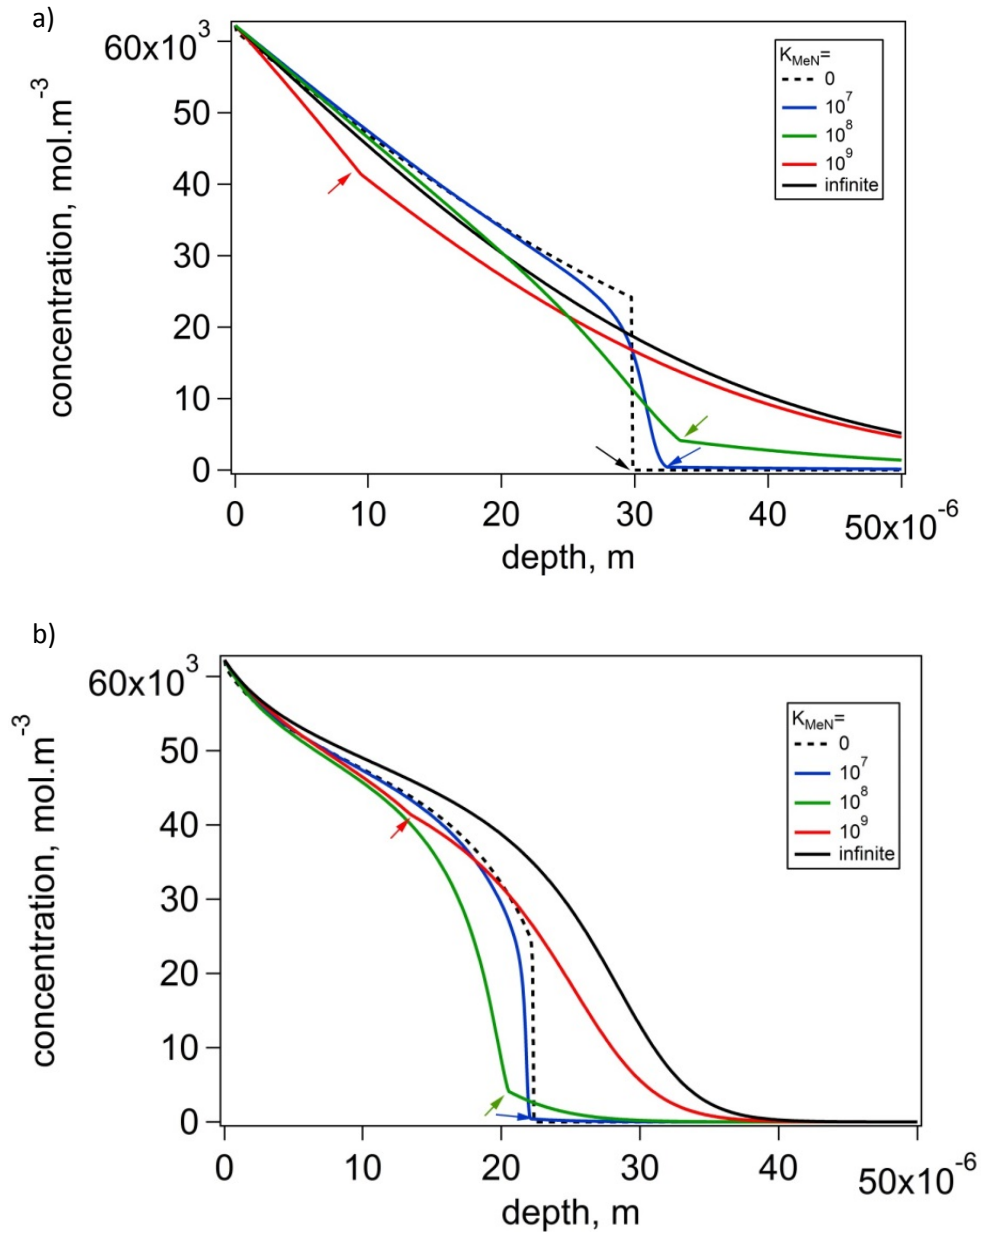 a)
60x10³
50
40
30
20
10
0
concentration, mol.m⁻³
K_MeN=
0
10⁷
10⁸
10⁹
infinite
0 10 20 30 40 50x10⁻⁶
depth, m
b)
60x10³
50
40
30
20
10
0
concentration, mol.m⁻³
K_MeN=
0
10⁷
10⁸
10⁹
infinite
0 10 20 30 40 50x10⁻⁶
depth, m